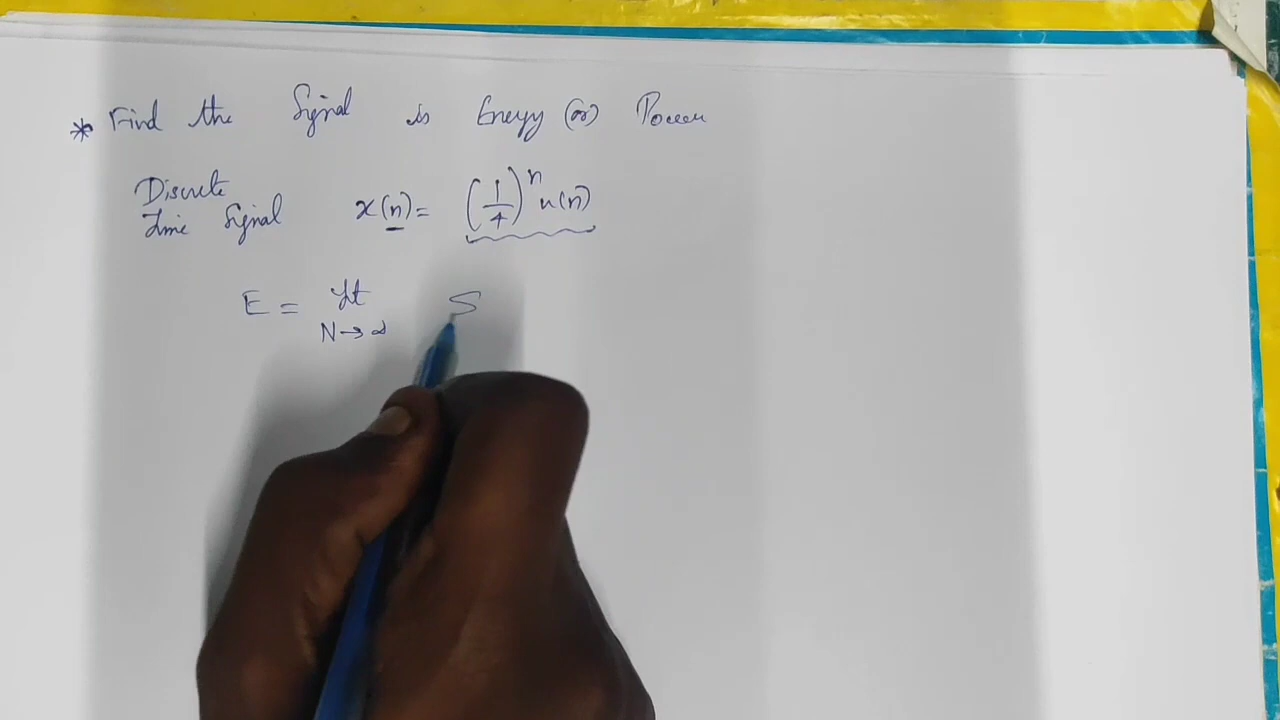 * Find the Signal is Energy (or) Power
Discrete
Time Signal x(n) = (1/4)^n u(n)
E = Lt
N→∞